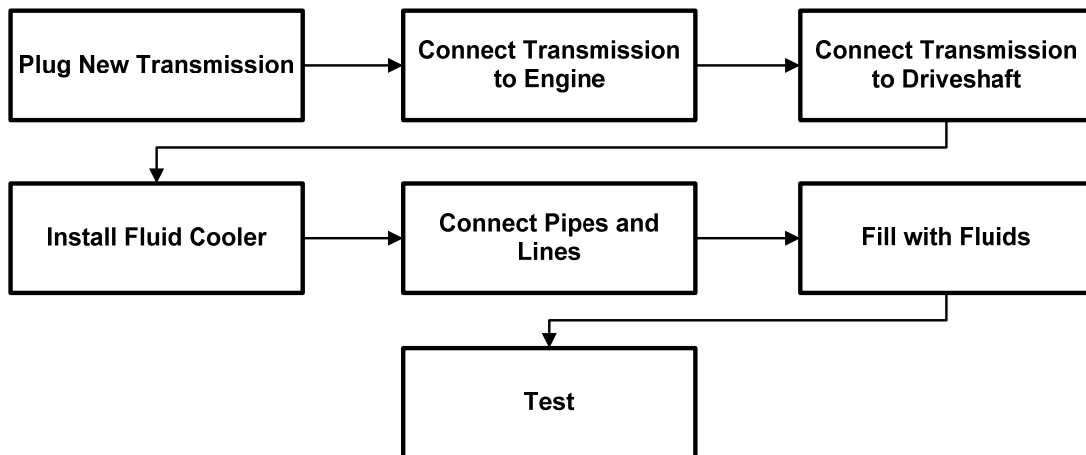 Plug New Transmission
Connect Transmission
to Engine
Connect Transmission
to Driveshaft
Install Fluid Cooler
Connect Pipes and
Lines
Fill with Fluids
Test